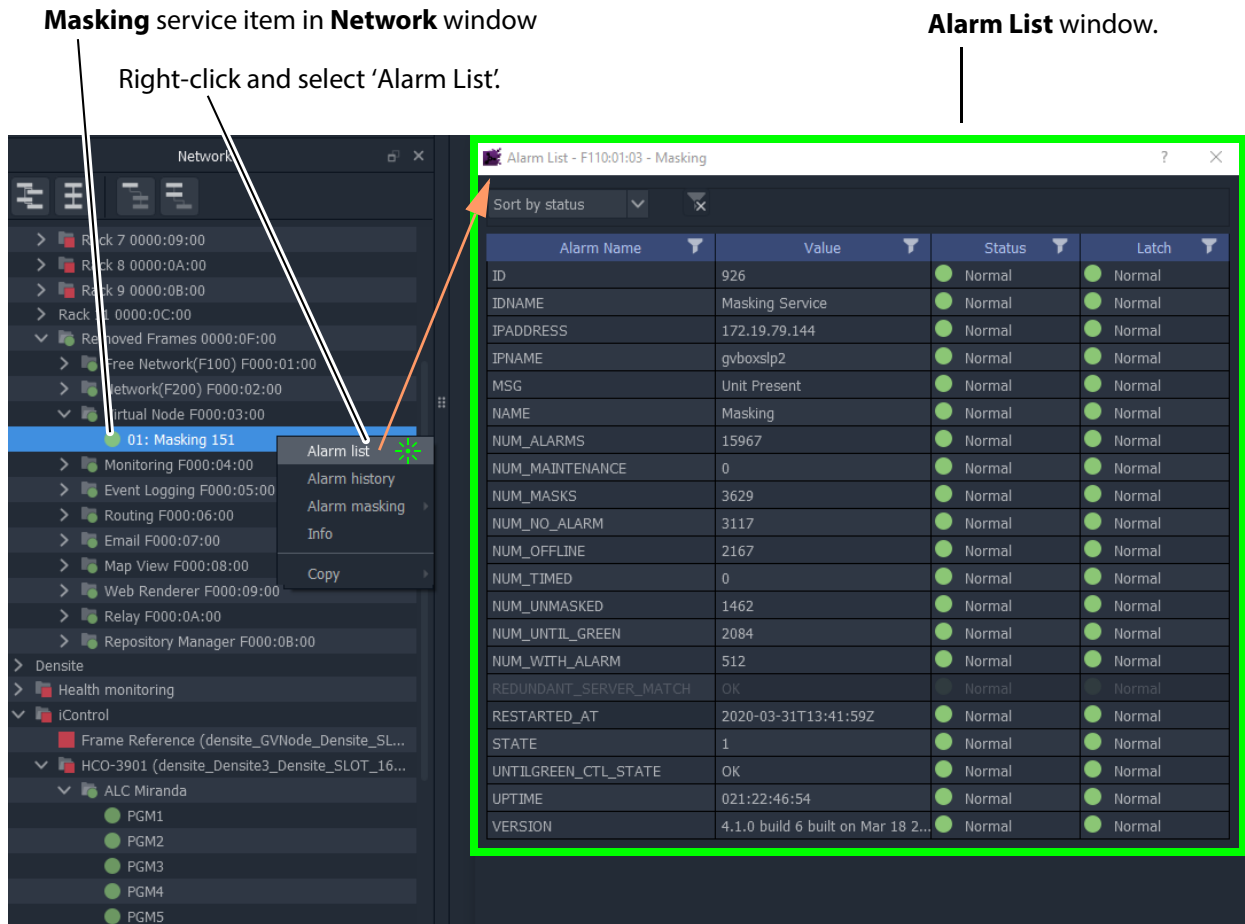 Masking service item in Network window
Alarm List window.
Right-click and select ‘Alarm List’.
Network
Rack 7 0000:09:00
Rack 8 0000:0A:00
Rack 9 0000:0B:00
Rack 11 0000:0C:00
Removed Frames 0000:0F:00
Free Network(F100) F000:01:00
Network(F200) F000:02:00
Virtual Node F000:03:00
01: Masking 151
Monitoring F000:04:00
Event Logging F000:05:00
Routing F000:06:00
Email F000:07:00
Map View F000:08:00
Web Renderer F000:09:00
Relay F000:0A:00
Repository Manager F000:0B:00
Densite
Health monitoring
iControl
Frame Reference (densite_GVNode_Densite_SL...
HCO-3901 (densite_Densite3_Densite_SLOT_16...
ALC Miranda
PGM1
PGM2
PGM3
PGM4
PGM5
Alarm list
Alarm history
Alarm masking
Info
Copy
Alarm List - F110:01:03 - Masking ?
Sort by status
Alarm Name Value Status Latch
ID 926 Normal Normal
IDNAME Masking Service Normal Normal
IPADDRESS 172.19.79.144 Normal Normal
IPNAME gvboxslp2 Normal Normal
MSG Unit Present Normal Normal
NAME Masking Normal Normal
NUM_ALARMS 15967 Normal Normal
NUM_MAINTENANCE 0 Normal Normal
NUM_MASKS 3629 Normal Normal
NUM_NO_ALARM 3117 Normal Normal
NUM_OFFLINE 2167 Normal Normal
NUM_TIMED 0 Normal Normal
NUM_UNMASKED 1462 Normal Normal
NUM_UNTIL_GREEN 2084 Normal Normal
NUM_WITH_ALARM 512 Normal Normal
REDUNDANT_SERVER_MATCH OK Normal Normal
RESTARTED_AT 2020-03-31T13:41:59Z Normal Normal
STATE 1 Normal Normal
UNTILGREEN_CTL_STATE OK Normal Normal
UPTIME 021:22:46:54 Normal Normal
VERSION 4.1.0 build 6 built on Mar 18 2... Normal Normal